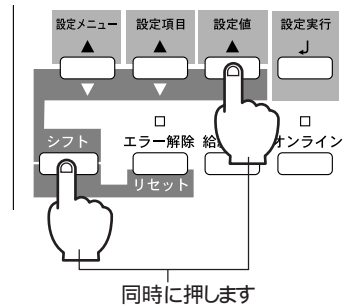 設定メニュー 設定項目 設定値 設定実行
シフト エラー解除 給 オンライン
リセット
同時に押します